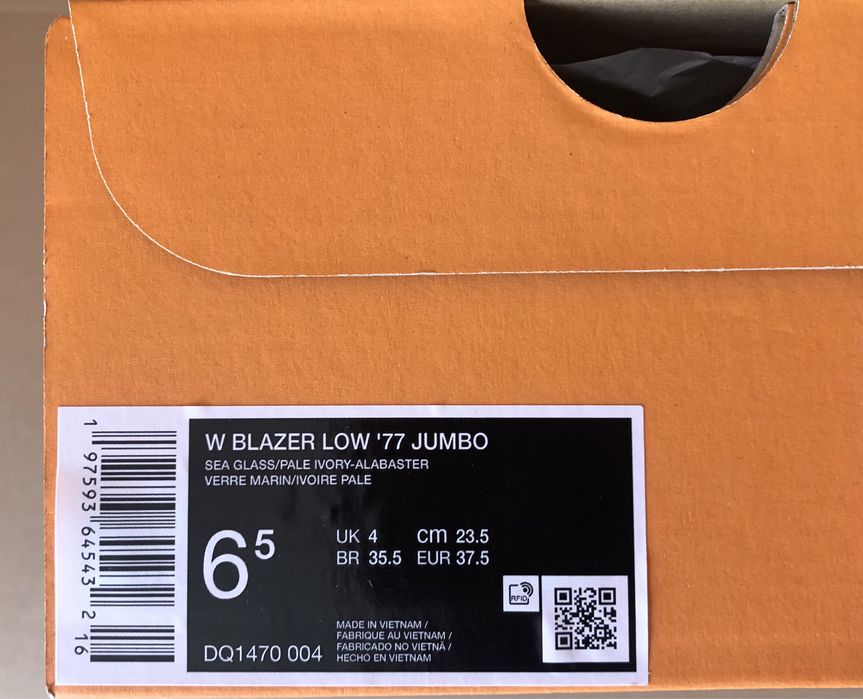 W BLAZER LOW '77 JUMBO
SEA GLASS/PALE IVORY-ALABASTER
VERRE MARIN/IVOIRE PALE
6⁵
UK 4 cm 23.5
BR 35.5 EUR 37.5
RFID
MADE IN VIETNAM /
FABRIQUE AU VIETNAM /
FABRICADO NO VIETNÃ /
HECHO EN VIETNAM
DQ1470 004
1 97593 64543 2 16